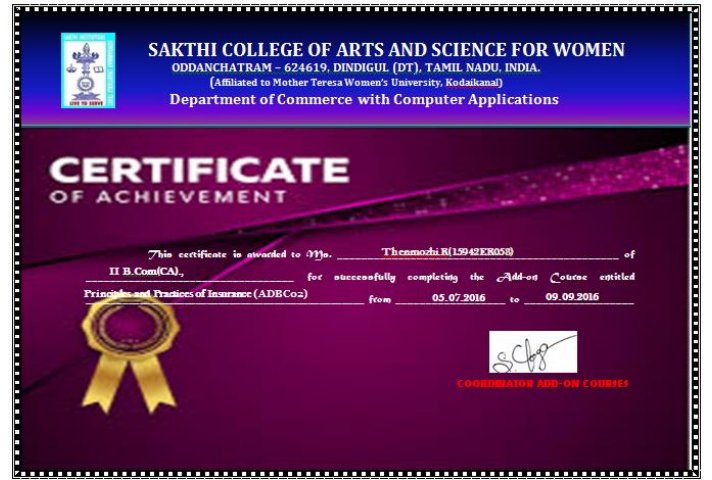 SAKTHI COLLEGE OF ARTS AND SCIENCE FOR WOMEN
ODDANCHATRAM – 624619, DINDIGUL (DT), TAMIL NADU, INDIA.
(Affiliated to Mother Teresa Women's University, Kodaikanal)
Department of Commerce with Computer Applications
LIVE TO SERVE
CERTIFICATE
OF ACHIEVEMENT
This certificate is awarded to Ms. Thenmozhi.R(15942ER058) of
II B.Com(CA)., for successfully completing the Add-on Course entitled
Principles and Practices of Insurance (ADBC02) from 05.07.2016 to 09.09.2016
COORDINATOR ADD-ON COURSES